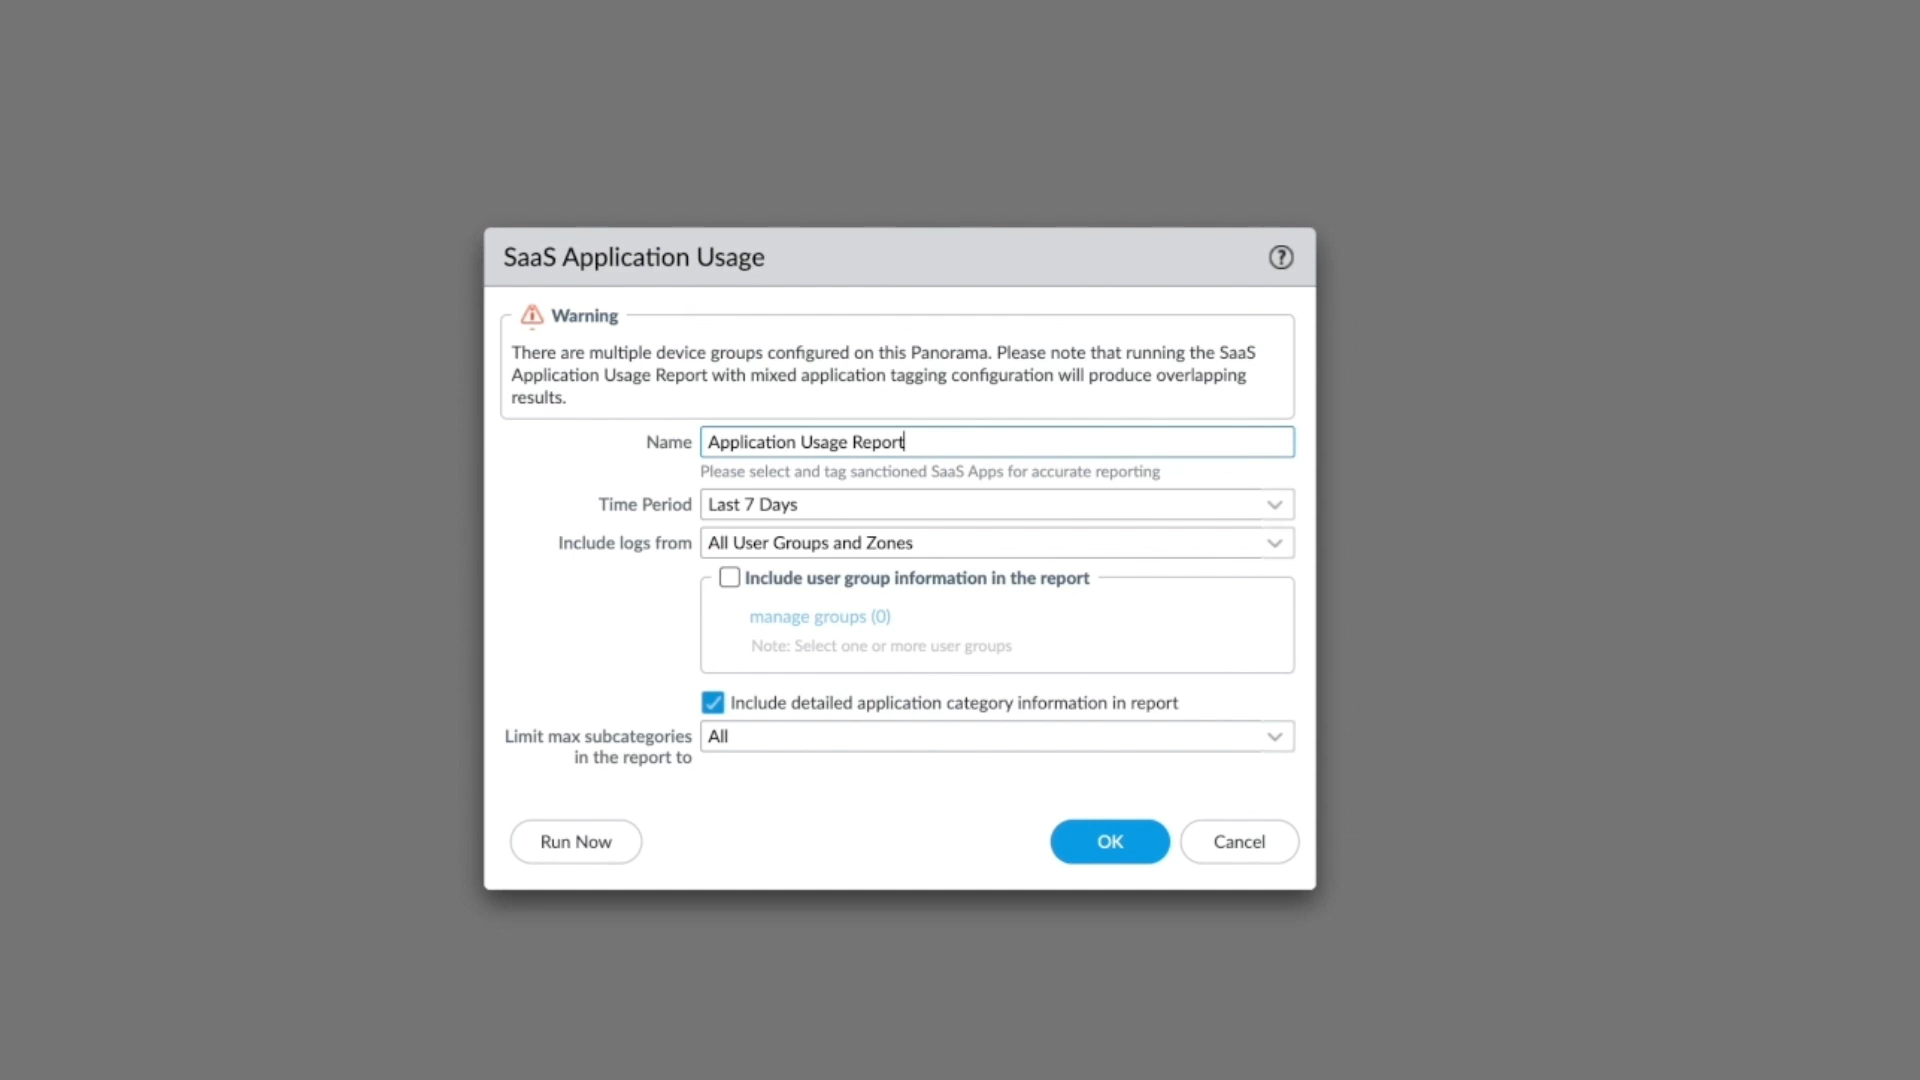 SaaS Application Usage
Warning
There are multiple device groups configured on this Panorama. Please note that running the SaaS
Application Usage Report with mixed application tagging configuration will produce overlapping
results.
Name Application Usage Report
Please select and tag sanctioned SaaS Apps for accurate reporting
Time Period Last 7 Days
Include logs from All User Groups and Zones
Include user group information in the report
manage groups (0)
Note: Select one or more user groups
Include detailed application category information in report
Limit max subcategories All
in the report to
Run Now OK Cancel